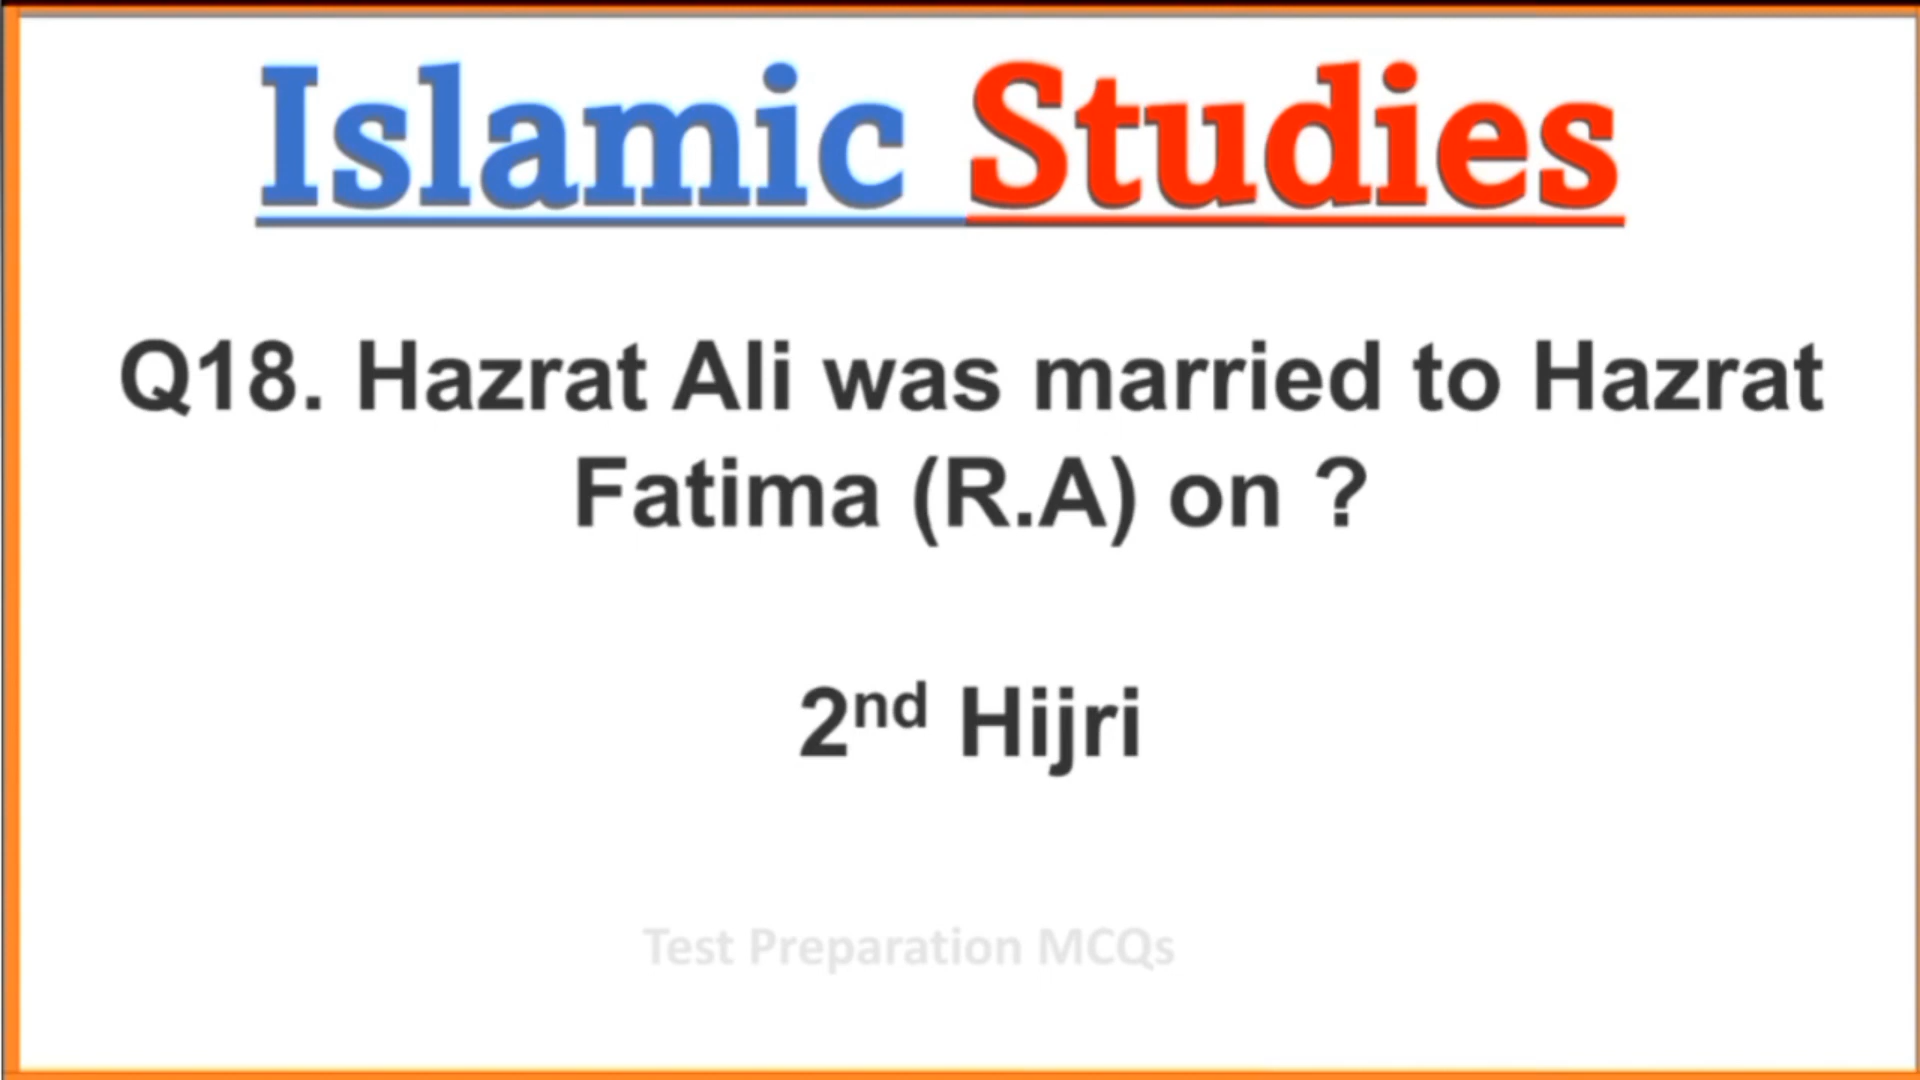 Islamic Studies
Q18. Hazrat Ali was married to Hazrat
Fatima (R.A) on ?
2nd Hijri
Test Preparation MCQs